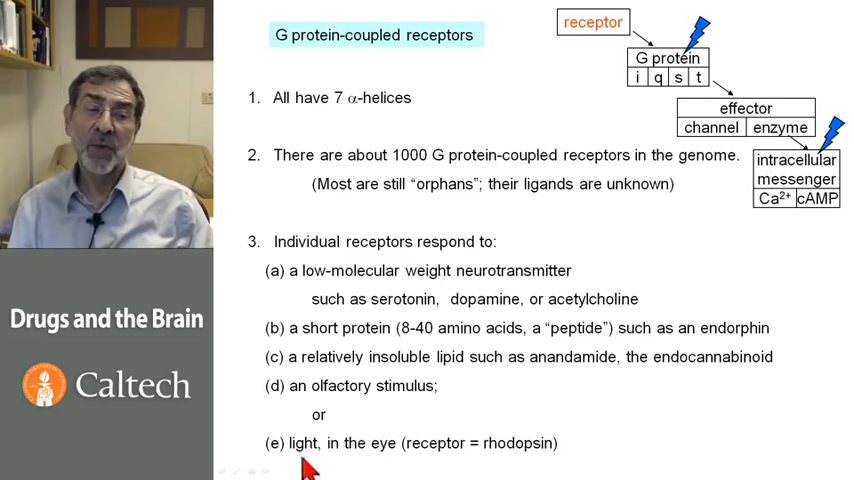 G protein-coupled receptors
receptor
G protein
i q s t
effector
channel enzyme
intracellular
messenger
Ca²⁺ cAMP
1. All have 7 α-helices
2. There are about 1000 G protein-coupled receptors in the genome.
(Most are still “orphans”; their ligands are unknown)
3. Individual receptors respond to:
(a) a low-molecular weight neurotransmitter
such as serotonin, dopamine, or acetylcholine
(b) a short protein (8-40 amino acids, a “peptide”) such as an endorphin
(c) a relatively insoluble lipid such as anandamide, the endocannabinoid
(d) an olfactory stimulus;
or
(e) light, in the eye (receptor = rhodopsin)
Drugs and the Brain
Caltech